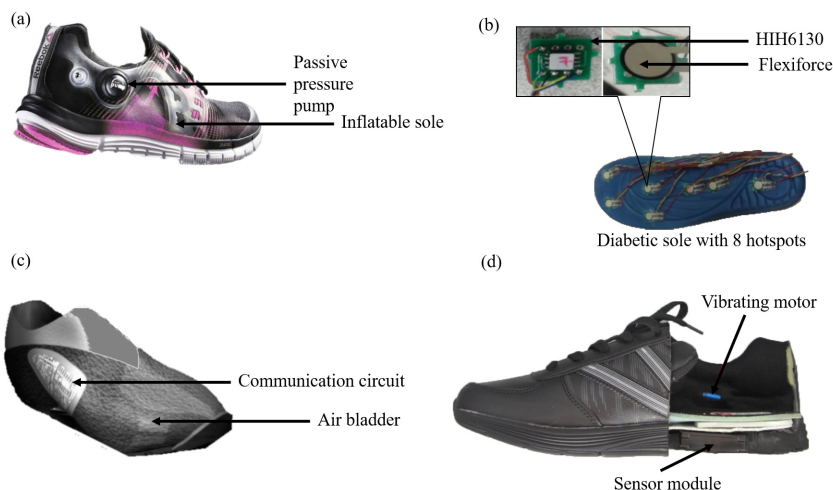 (a)
Passive
pressure
pump
Inflatable sole
Reebok
(b)
HIH6130
Flexiforce
Diabetic sole with 8 hotspots
(c)
Communication circuit
Air bladder
(d)
Vibrating motor
Sensor module